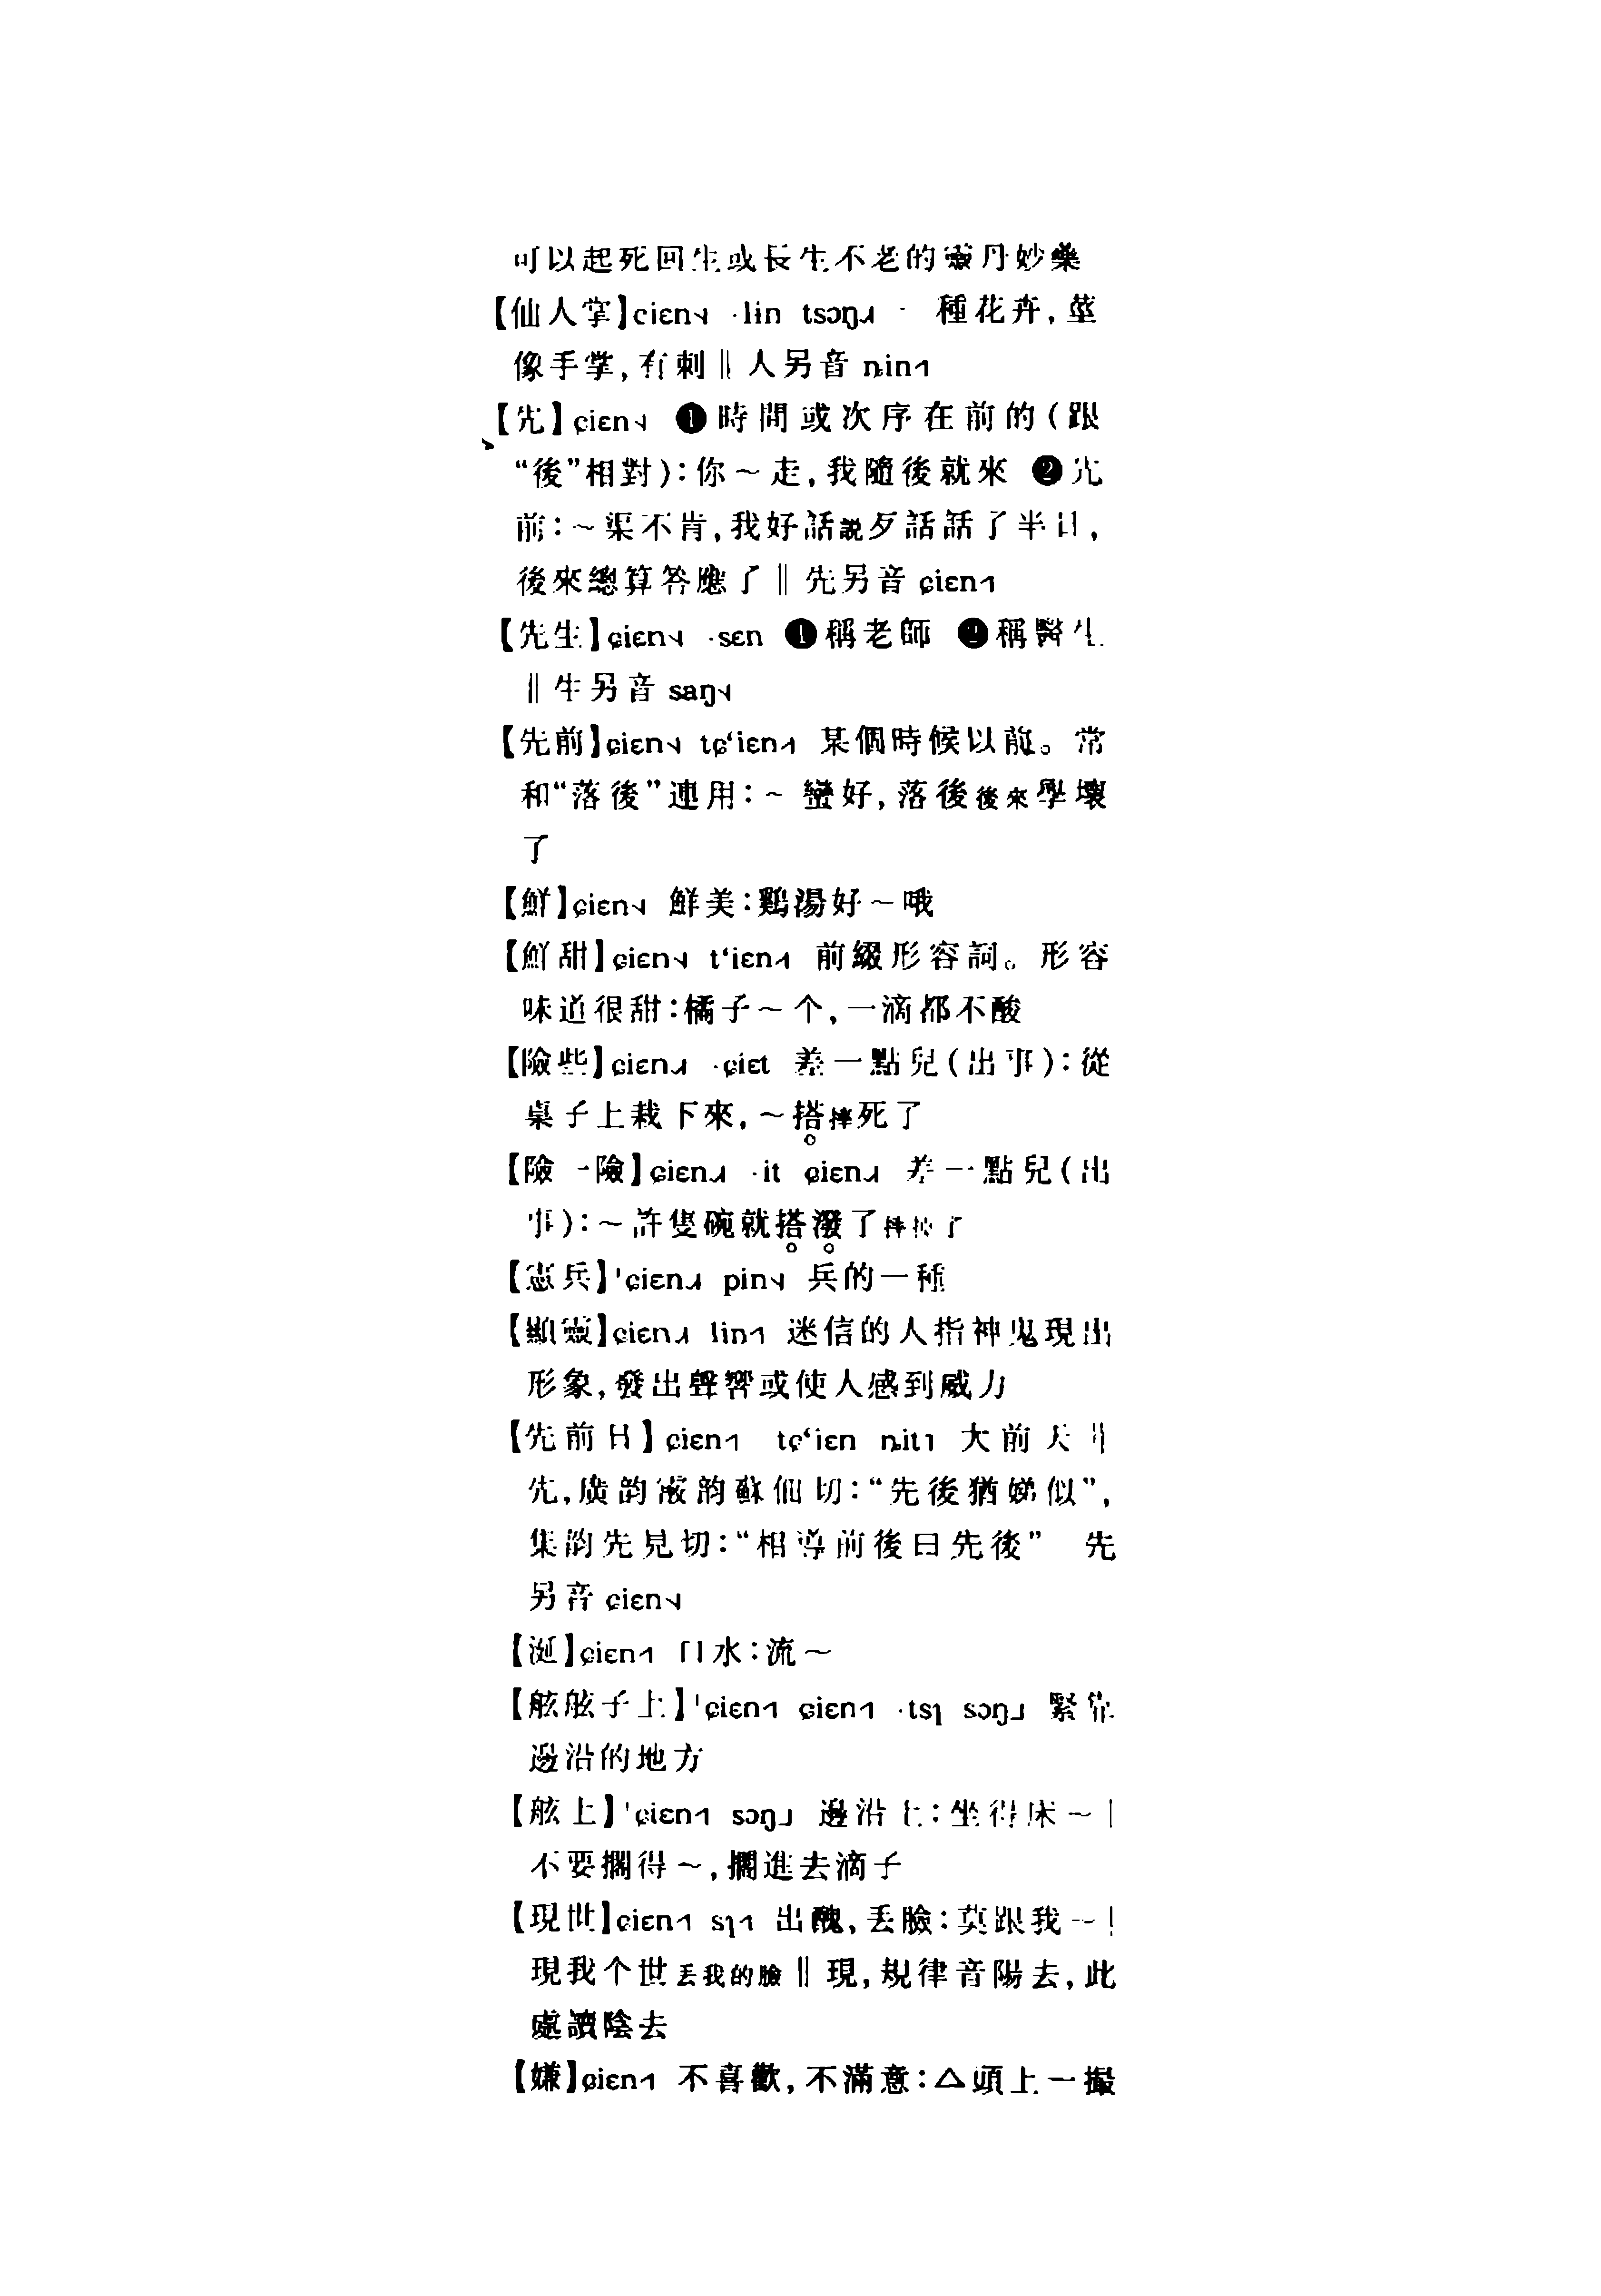 可以起死回生或長生不老的靈丹妙藥
【仙人掌】ɕiɛn˧˨ ·lin tsɔŋ˨˩˧ 一種花卉,莖
像手掌,有刺‖人另音 ȵin˦
【先】ɕiɛn˧˨ ❶時間或次序在前的(跟
“後”相對):你～走,我隨後就來 ❷先
前:～渠不肯,我好話説歹話話了半日,
後來總算答應了‖先另音 ɕiɛn˦
【先生】ɕiɛn˧˨ ·sɛn ❶稱老師 ❷稱醫生
‖生另音 saŋ˧˨
【先前】ɕiɛn˧˨ tɕ‘iɛn˦ 某個時候以前。常
和“落後”連用:～蠻好,落後後來學壞
了
【鮮】ɕiɛn˧˨ 鮮美:鷄湯好～哦
【鮮甜】ɕiɛn˧˨ t‘iɛn˦ 前綴形容詞。形容
味道很甜:橘子～个,一滴都不酸
【險些】ɕiɛn˨˩˧ ·ɕiɛt 差一點兒(出事):從
桌子上栽下來,～搭摔死了
【險一險】ɕiɛn˨˩˧ ·it ɕiɛn˨˩˧ 差一點兒(出
事):～許隻碗就搭潑了摔掉了
【憲兵】'ɕiɛn˨˩˧ pin˧˨ 兵的一種
【顯靈】ɕiɛn˨˩˧ lin˦ 迷信的人指神鬼現出
形象,發出聲響或使人感到威力
【先前日】ɕiɛn˦ tɕ‘iɛn ȵit˥ 大前天‖
先,廣韵霰韵蘇佃切:“先後猶娣姒”,
集韵先見切:“相導前後曰先後” 先
另音 ɕiɛn˧˨
【涎】ɕiɛn˦ 口水:流～
【舷舷子上】'ɕiɛn˦ ɕiɛn˦ ·tsʅ sɔŋ˩ 緊靠
邊沿的地方
【舷上】'ɕiɛn˦ sɔŋ˩ 邊沿上:坐得床～|
不要擱得～,擱進去滴子
【現世】ɕiɛn˦ sʅ˦ 出醜,丢臉:莫跟我～|
現我个世丢我的臉‖現,規律音陽去,此
處讀陰去
【嫌】ɕiɛn˦ 不喜歡,不滿意:△頭上一撮